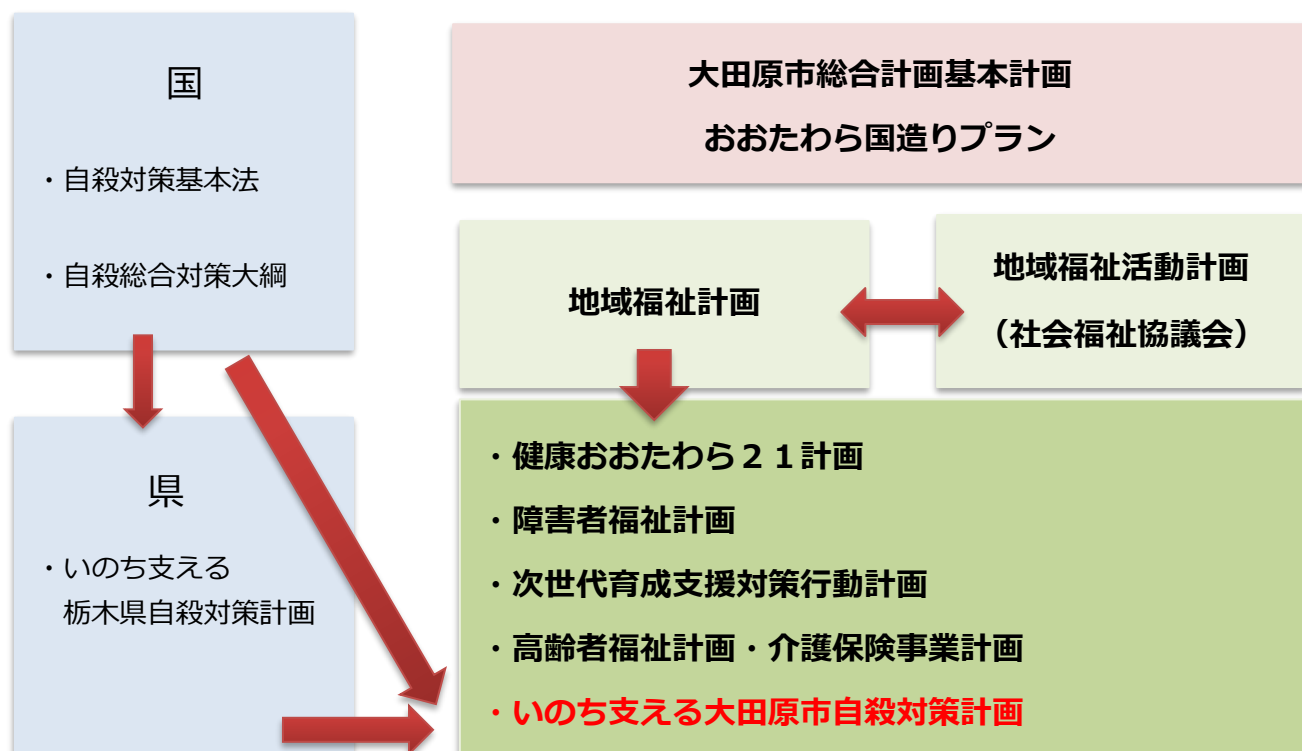 国
・自殺対策基本法
・自殺総合対策大綱
県
・いのち支える
栃木県自殺対策計画
大田原市総合計画基本計画
おおたわら国造りプラン
地域福祉計画
地域福祉活動計画
（社会福祉協議会）
・健康おおたわら２１計画
・障害者福祉計画
・次世代育成支援対策行動計画
・高齢者福祉計画・介護保険事業計画
・いのち支える大田原市自殺対策計画